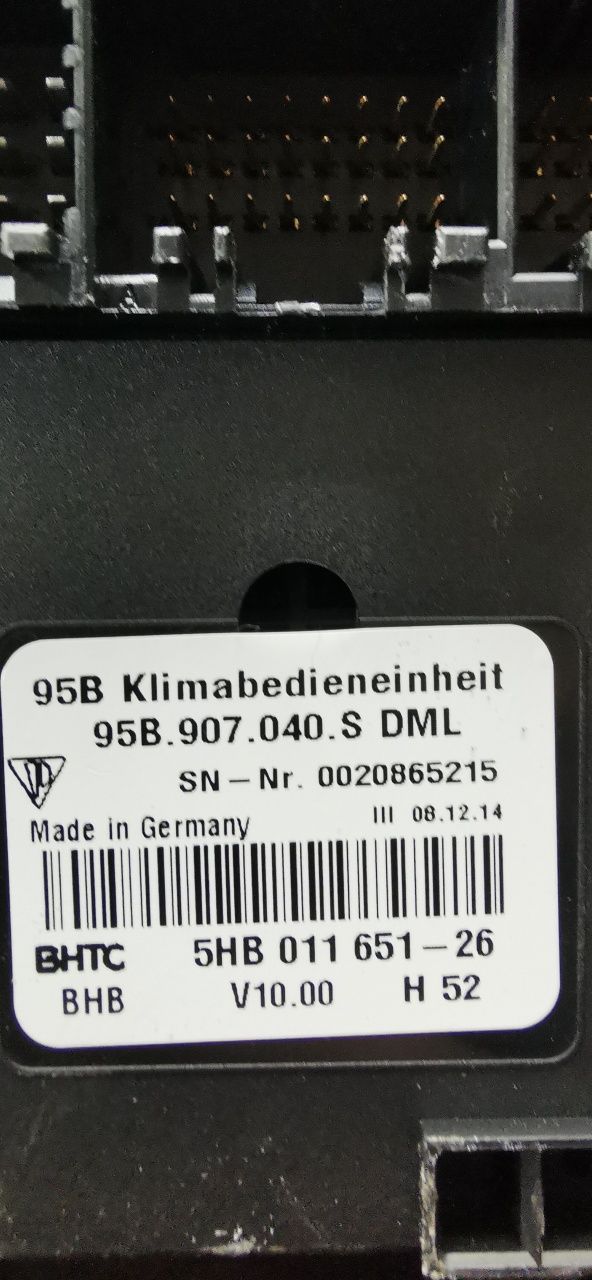 95B Klimabedieneinheit
95B.907.040.S DML
SN-Nr. 0020865215
Made in Germany III 08.12.14
BHTC 5HB 011 651-26
BHB V10.00 H 52